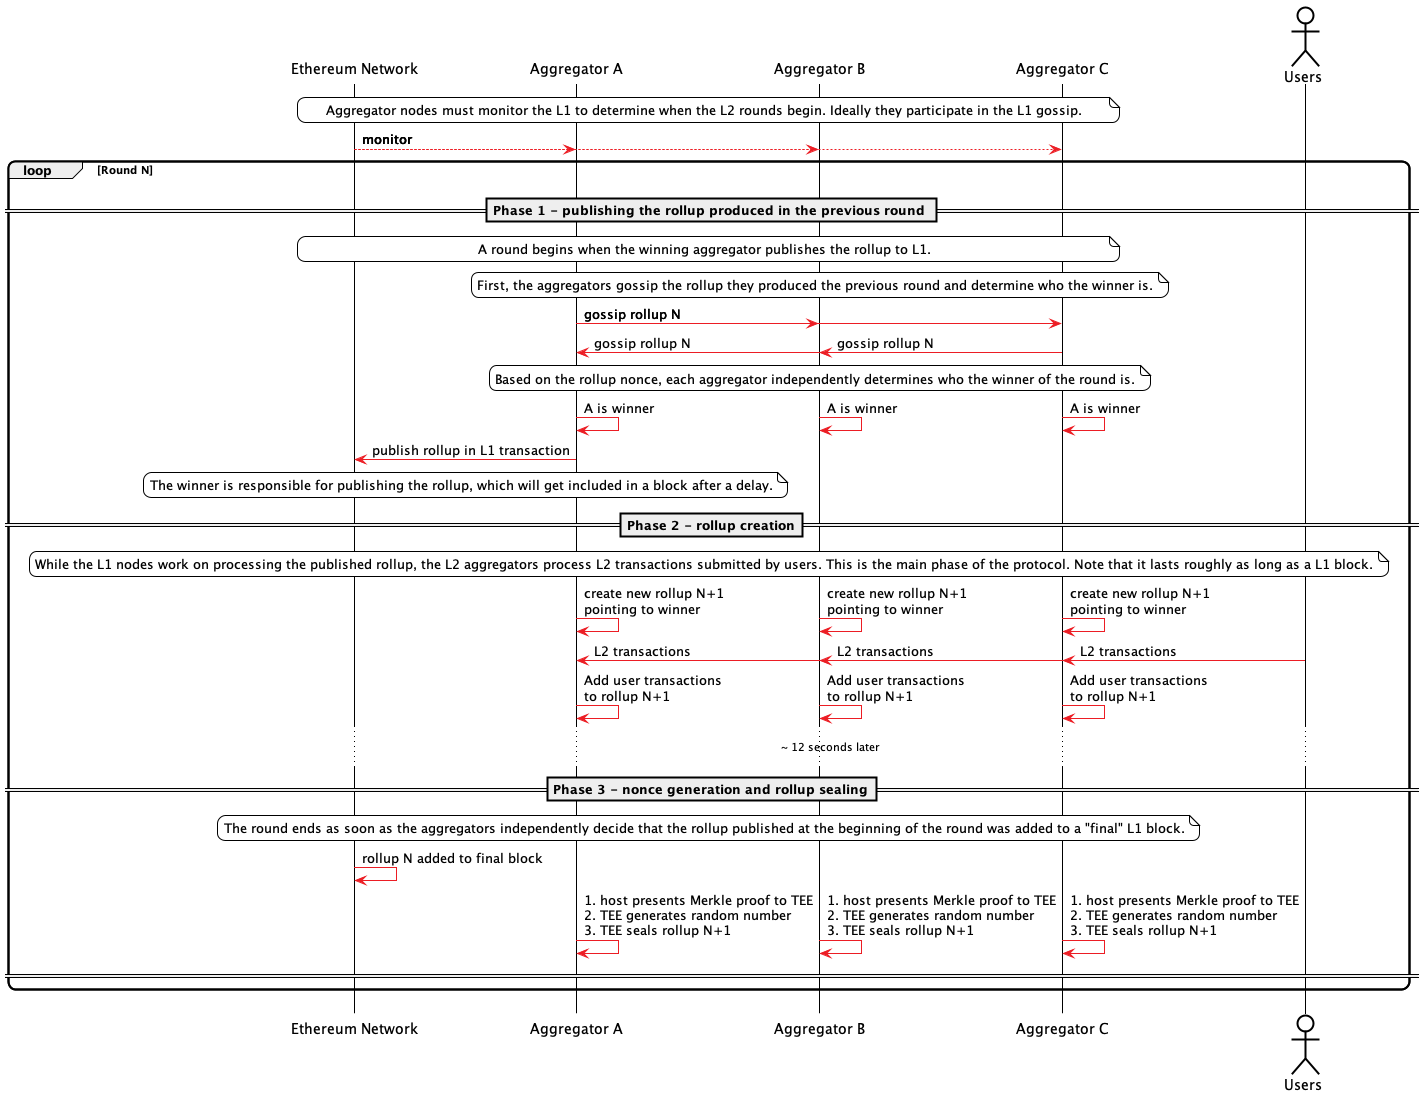 Ethereum Network Aggregator A Aggregator B Aggregator C Users
Aggregator nodes must monitor the L1 to determine when the L2 rounds begin. Ideally they participate in the L1 gossip.
monitor
loop [Round N]
Phase 1 - publishing the rollup produced in the previous round
A round begins when the winning aggregator publishes the rollup to L1.
First, the aggregators gossip the rollup they produced the previous round and determine who the winner is.
gossip rollup N
gossip rollup N gossip rollup N
Based on the rollup nonce, each aggregator independently determines who the winner of the round is.
A is winner A is winner A is winner
publish rollup in L1 transaction
The winner is responsible for publishing the rollup, which will get included in a block after a delay.
Phase 2 - rollup creation
While the L1 nodes work on processing the published rollup, the L2 aggregators process L2 transactions submitted by users. This is the main phase of the protocol. Note that it lasts roughly as long as a L1 block.
create new rollup N+1 create new rollup N+1 create new rollup N+1
pointing to winner pointing to winner pointing to winner
L2 transactions L2 transactions L2 transactions
Add user transactions Add user transactions Add user transactions
to rollup N+1 to rollup N+1 to rollup N+1
~ 12 seconds later
Phase 3 - nonce generation and rollup sealing
The round ends as soon as the aggregators independently decide that the rollup published at the beginning of the round was added to a "final" L1 block.
rollup N added to final block
1. host presents Merkle proof to TEE 1. host presents Merkle proof to TEE 1. host presents Merkle proof to TEE
2. TEE generates random number 2. TEE generates random number 2. TEE generates random number
3. TEE seals rollup N+1 3. TEE seals rollup N+1 3. TEE seals rollup N+1
Ethereum Network Aggregator A Aggregator B Aggregator C Users